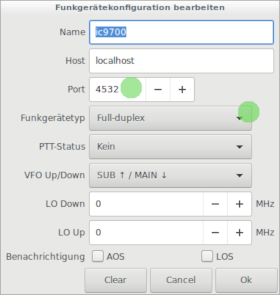 Funkgerätekonfiguration bearbeiten
Name ic9700
Host localhost
Port 4532 − +
Funkgerätetyp Full-duplex
PTT-Status Kein
VFO Up/Down SUB ↑ / MAIN ↓
LO Down 0 − + MHz
LO Up 0 − + MHz
Benachrichtigung AOS LOS
Clear Cancel Ok